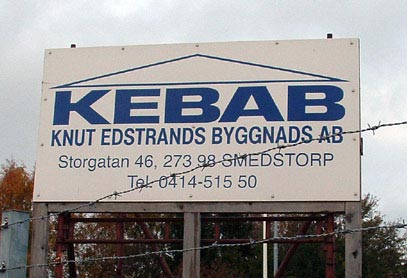 KEBAB
KNUT EDSTRANDS BYGGNADS AB
Storgatan 46, 273 98 SMEDSTORP
Tel. 0414-515 50